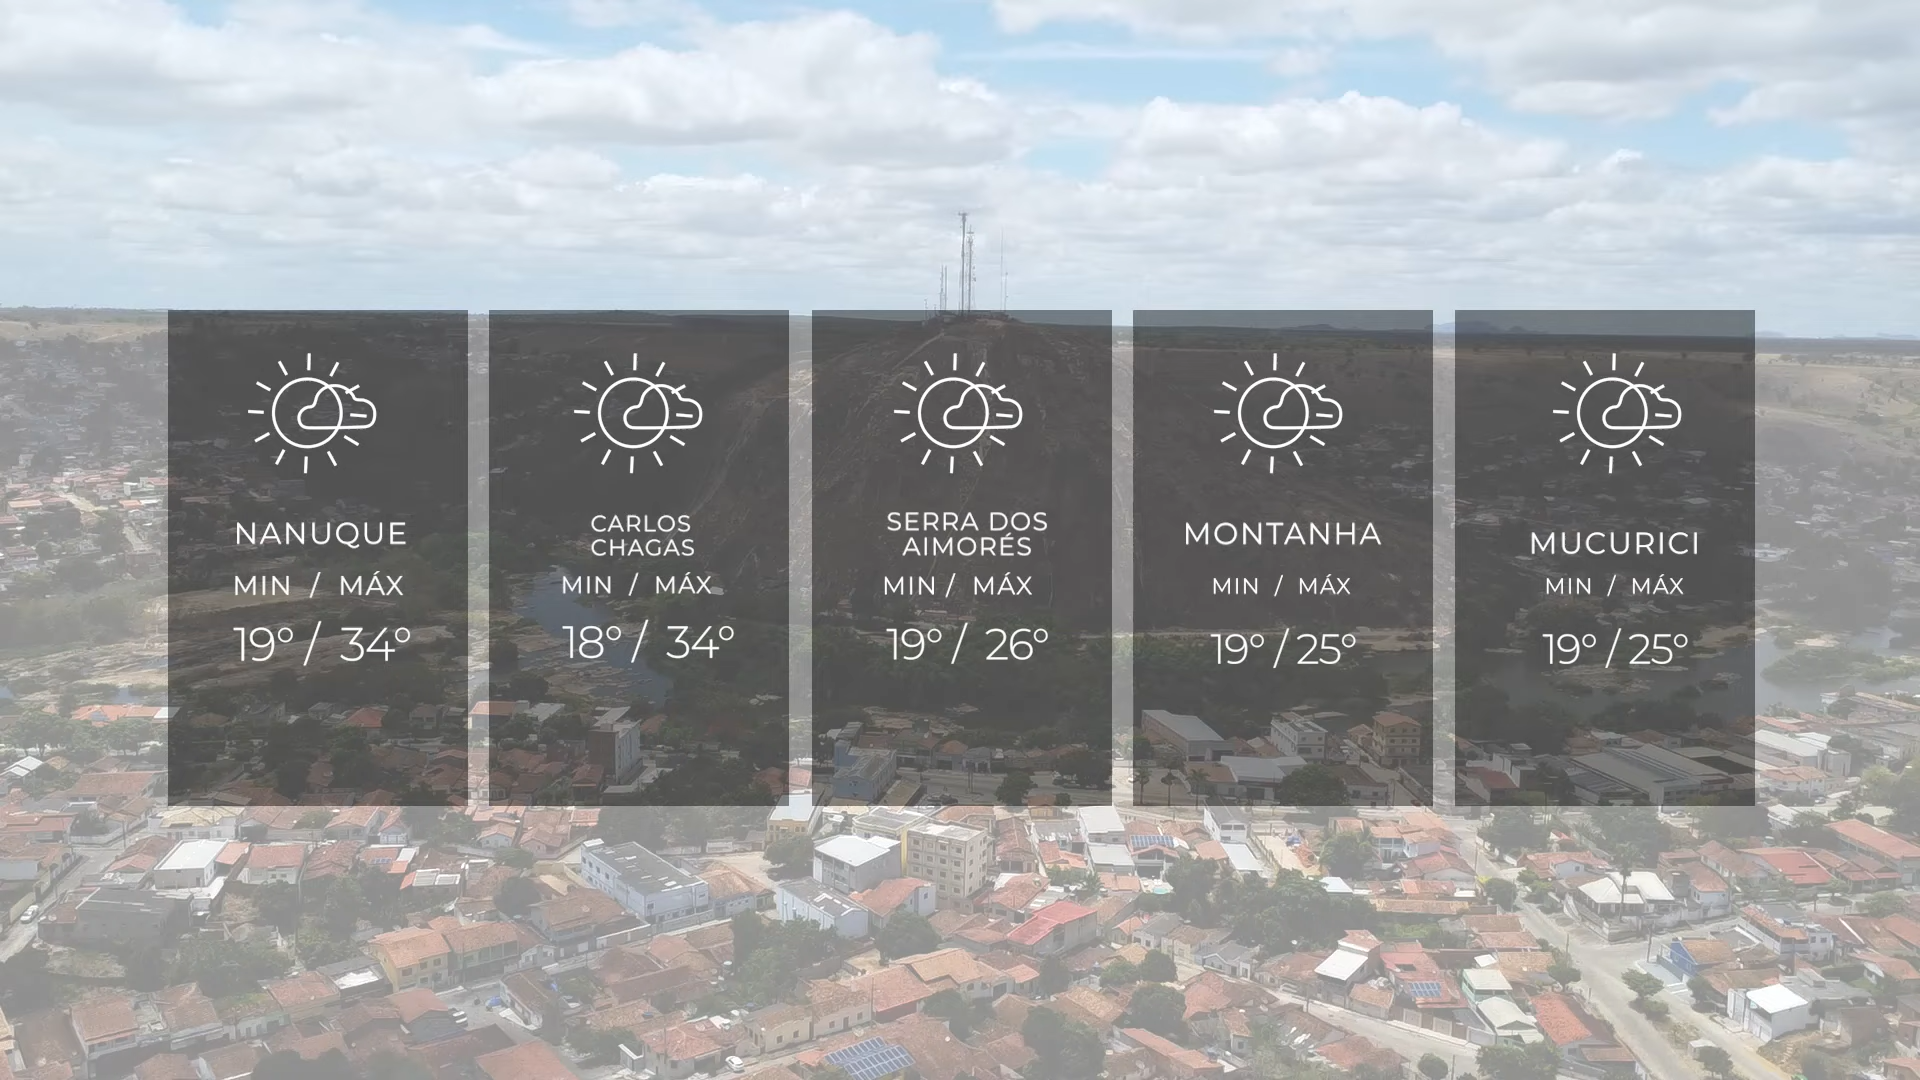 NANUQUE
MIN / MÁX
19° / 34°
CARLOS
CHAGAS
MIN / MÁX
18° / 34°
SERRA DOS
AIMORÉS
MIN / MÁX
19° / 26°
MONTANHA
MIN / MÁX
19° / 25°
MUCURICI
MIN / MÁX
19° / 25°